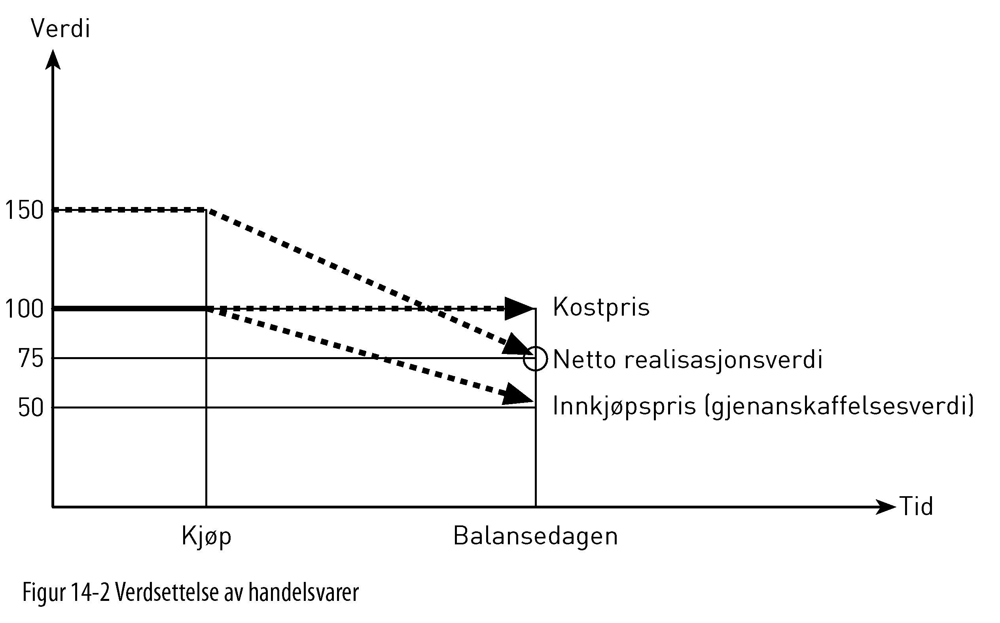 Verdi
150
100
Kostpris
75
Netto realisasjonsverdi
50
Innkjøpspris (gjenanskaffelsesverdi)
Tid
Kjøp
Balansedagen
Figur 14-2 Verdsettelse av handelsvarer